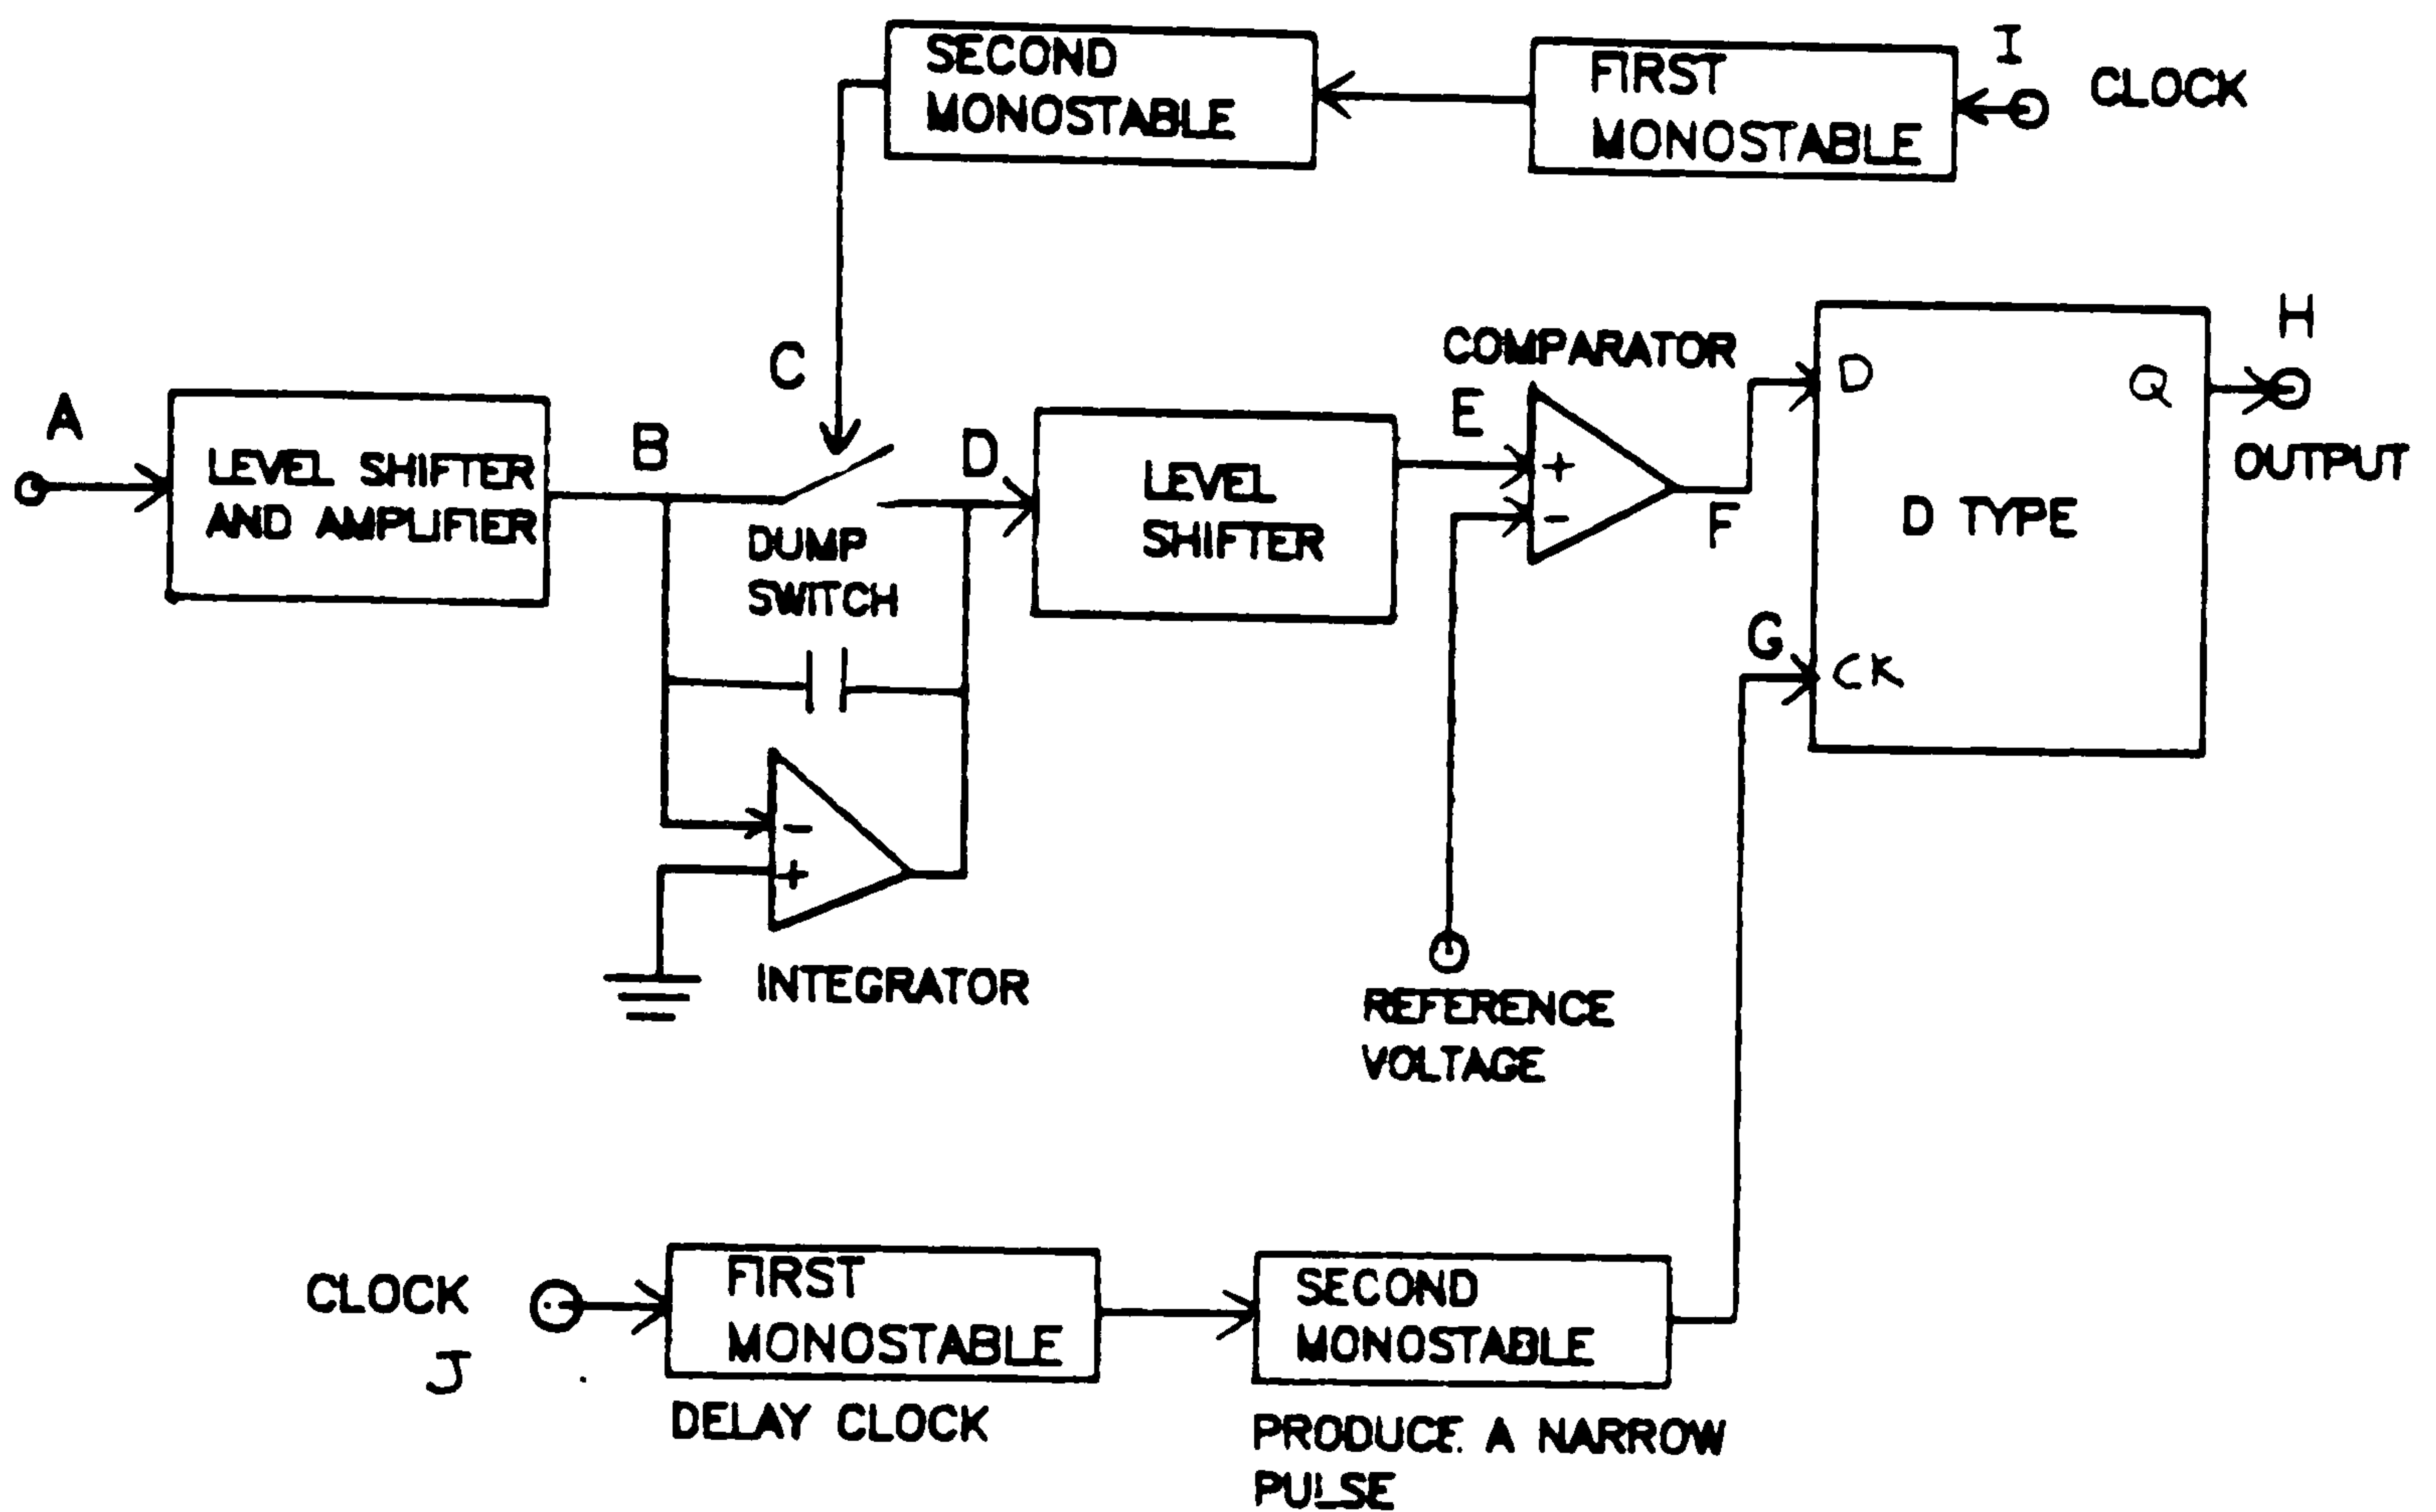 SECOND
MONOSTABLE
FIRST
MONOSTABLE
I
CLOCK
A
LEVEL SHIFTER
AND AMPLIFIER
B
C
DUMP
SWITCH
D
LEVEL
SHIFTER
COMPARATOR
E
+
-
F
D
Q
D TYPE
G
CK
H
OUTPUT
-
+
INTEGRATOR
REFERENCE
VOLTAGE
CLOCK
J
FIRST
MONOSTABLE
DELAY CLOCK
SECOND
MONOSTABLE
PRODUCE. A NARROW
PULSE